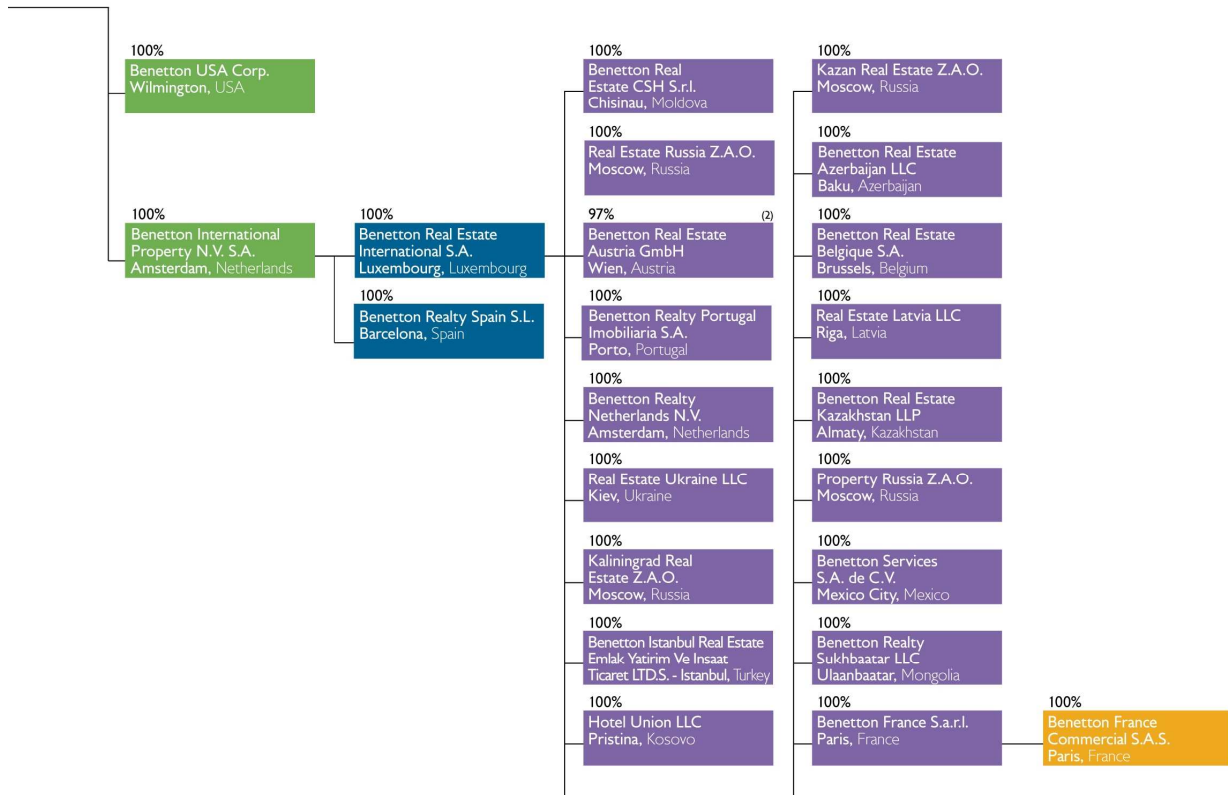 100%
Benetton USA Corp.
Wilmington, USA
100%
Benetton International
Property N.V. S.A.
Amsterdam, Netherlands
100%
Benetton Real Estate
International S.A.
Luxembourg, Luxembourg
100%
Benetton Realty Spain S.L.
Barcelona, Spain
100%
Benetton Real
Estate CSH S.r.l.
Chisinau, Moldova
100%
Real Estate Russia Z.A.O.
Moscow, Russia
97% (2)
Benetton Real Estate
Austria GmbH
Wien, Austria
100%
Benetton Realty Portugal
Imobiliaria S.A.
Porto, Portugal
100%
Benetton Realty
Netherlands N.V.
Amsterdam, Netherlands
100%
Real Estate Ukraine LLC
Kiev, Ukraine
100%
Kaliningrad Real
Estate Z.A.O.
Moscow, Russia
100%
Benetton Istanbul Real Estate
Emlak Yatirim Ve Insaat
Ticaret LTD.S. - Istanbul, Turkey
100%
Hotel Union LLC
Pristina, Kosovo
100%
Kazan Real Estate Z.A.O.
Moscow, Russia
100%
Benetton Real Estate
Azerbaijan LLC
Baku, Azerbaijan
100%
Benetton Real Estate
Belgique S.A.
Brussels, Belgium
100%
Real Estate Latvia LLC
Riga, Latvia
100%
Benetton Real Estate
Kazakhstan LLP
Almaty, Kazakhstan
100%
Property Russia Z.A.O.
Moscow, Russia
100%
Benetton Services
S.A. de C.V.
Mexico City, Mexico
100%
Benetton Realty
Sukhbaatar LLC
Ulaanbaatar, Mongolia
100%
Benetton France S.a.r.l.
Paris, France
100%
Benetton France
Commercial S.A.S.
Paris, France